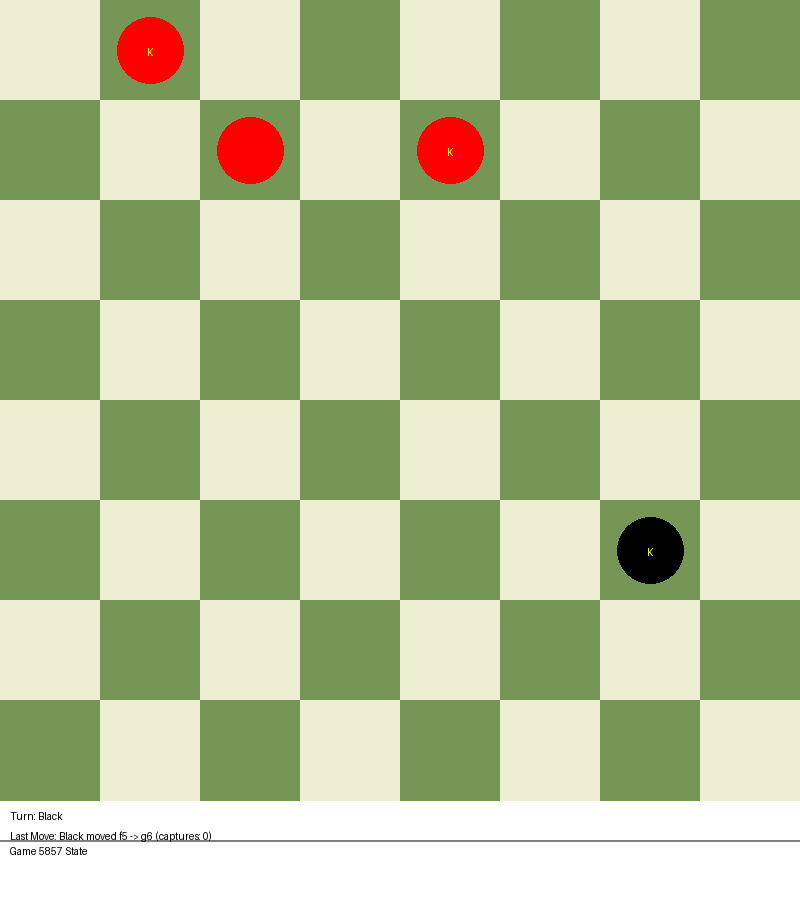 K
K
K
Turn: Black
Last Move: Black moved f5 -> g6 (captures: 0)
Game 5857 State